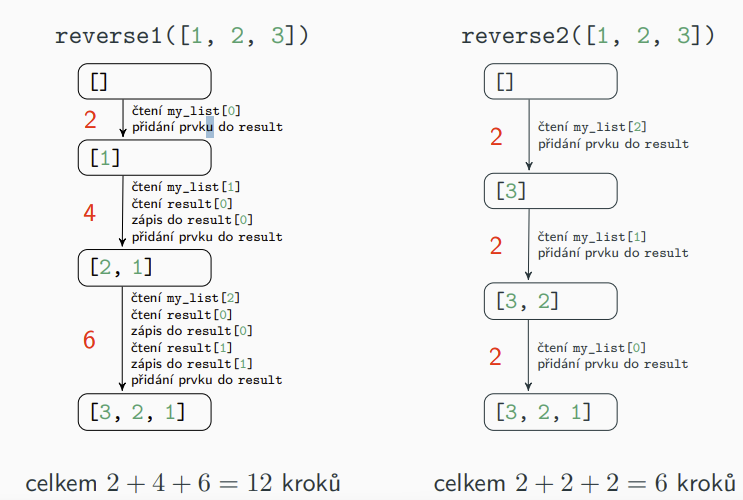 reverse1([1, 2, 3])
[]
2
čtení my_list[0]
přidání prvku do result
[1]
4
čtení my_list[1]
čtení result[0]
zápis do result[0]
přidání prvku do result
[2, 1]
6
čtení my_list[2]
čtení result[0]
zápis do result[0]
čtení result[1]
zápis do result[1]
přidání prvku do result
[3, 2, 1]
celkem 2 + 4 + 6 = 12 kroků
reverse2([1, 2, 3])
[]
2
čtení my_list[2]
přidání prvku do result
[3]
2
čtení my_list[1]
přidání prvku do result
[3, 2]
2
čtení my_list[0]
přidání prvku do result
[3, 2, 1]
celkem 2 + 2 + 2 = 6 kroků